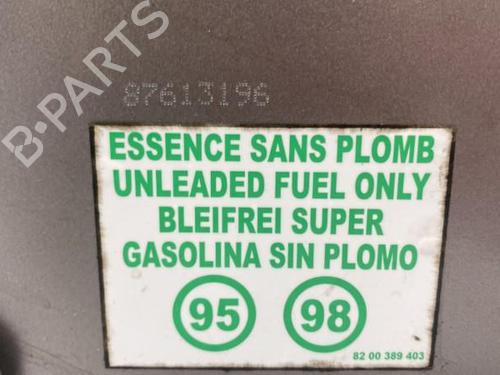 B-PARTS
87613196
ESSENCE SANS PLOMB
UNLEADED FUEL ONLY
BLEIFREI SUPER
GASOLINA SIN PLOMO
95 98
82 00 389 403